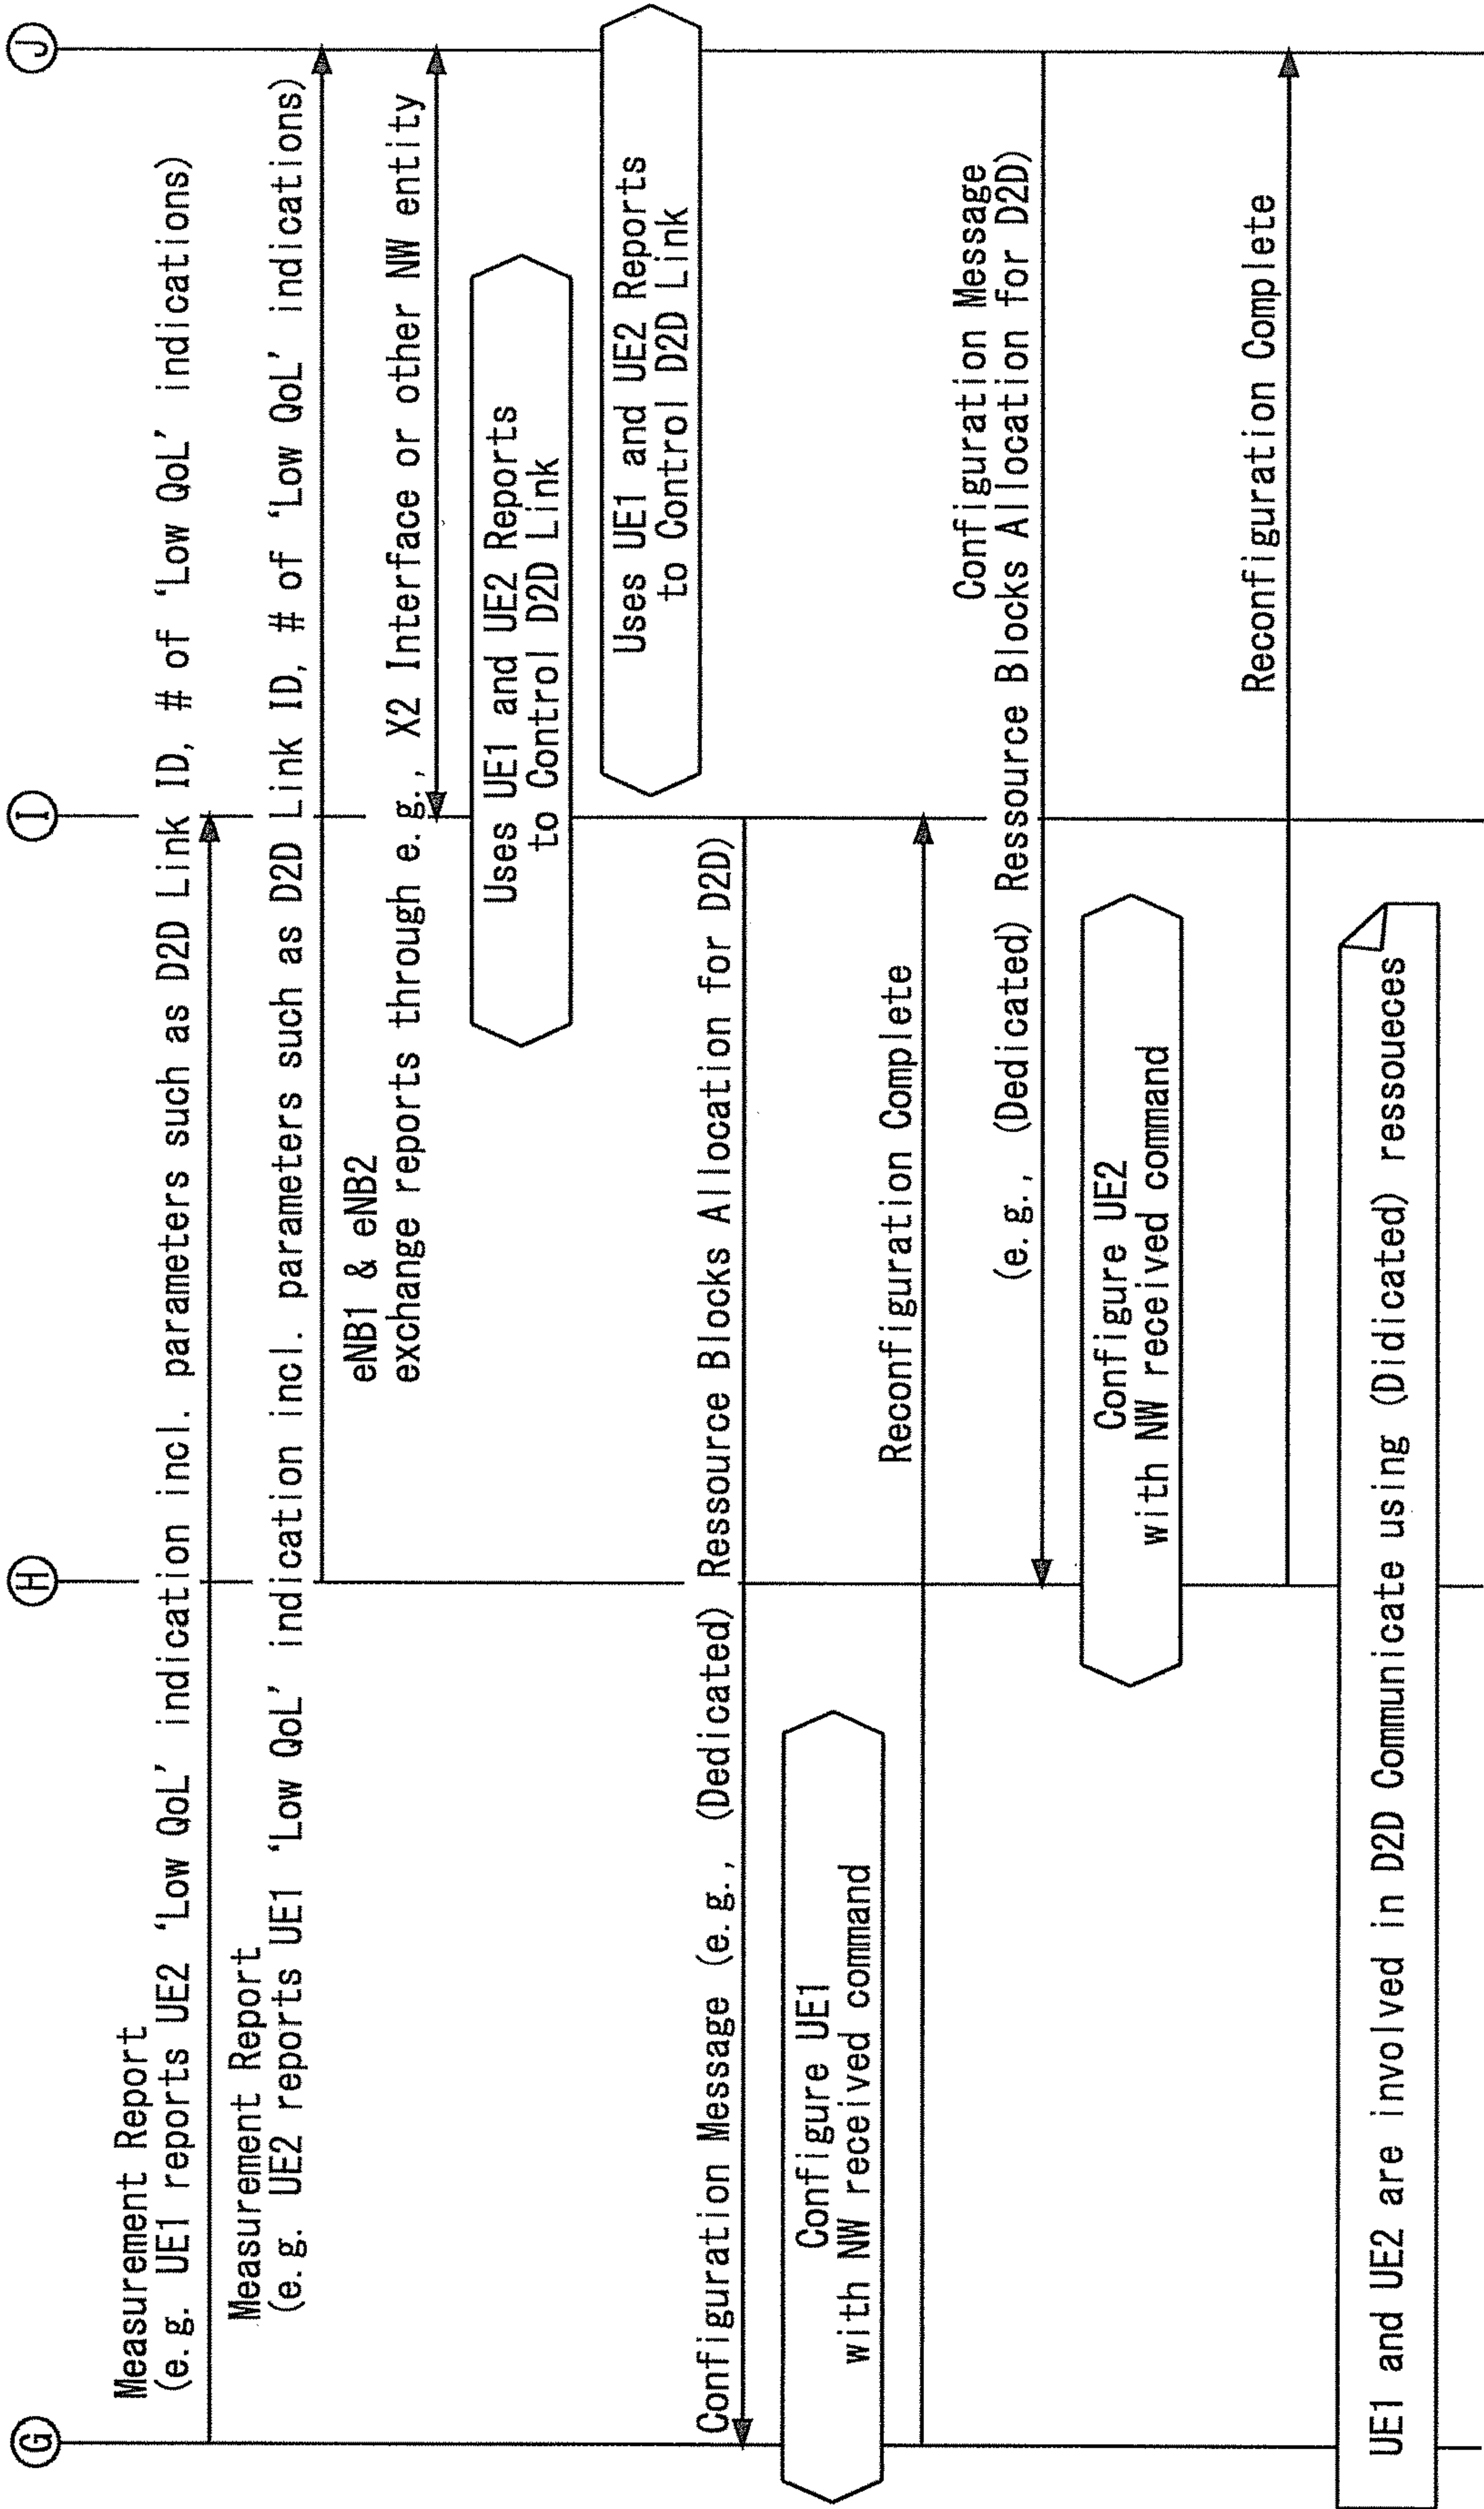 G
H
I
J
Measurement Report
(e.g. UE1 reports UE2 ‘Low QoL’ indication incl. parameters such as D2D Link ID, # of ‘Low QoL’ indications)
Measurement Report
(e.g. UE2 reports UE1 ‘Low QoL’ indication incl. parameters such as D2D Link ID, # of ‘Low QoL’ indications)
eNB1 & eNB2
exchange reports through e.g., X2 Interface or other NW entity
Uses UE1 and UE2 Reports
to Control D2D Link
Uses UE1 and UE2 Reports
to Control D2D Link
Configuration Message (e.g., (Dedicated) Ressource Blocks Allocation for D2D)
Configure UE1
with NW received command
Reconfiguration Complete
Configuration Message
(e.g., (Dedicated) Ressource Blocks Allocation for D2D)
Configure UE2
with NW received command
Reconfiguration Complete
UE1 and UE2 are involved in D2D Communicate using (Didicated) ressoueces